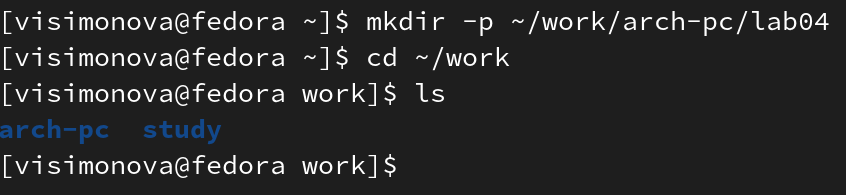 [visimonova@fedora ~]$ mkdir -p ~/work/arch-pc/lab04
[visimonova@fedora ~]$ cd ~/work
[visimonova@fedora work]$ ls
arch-pc  study
[visimonova@fedora work]$